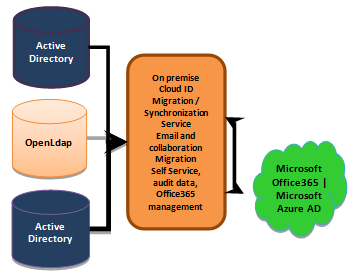 Active
Directory
OpenLdap
Active
Directory
On premise
Cloud ID
Migration /
Synchronization
Service
Email and
collaboration
Migration
Self Service,
audit data,
Office365
management
Microsoft
Office365 |
Microsoft
Azure AD